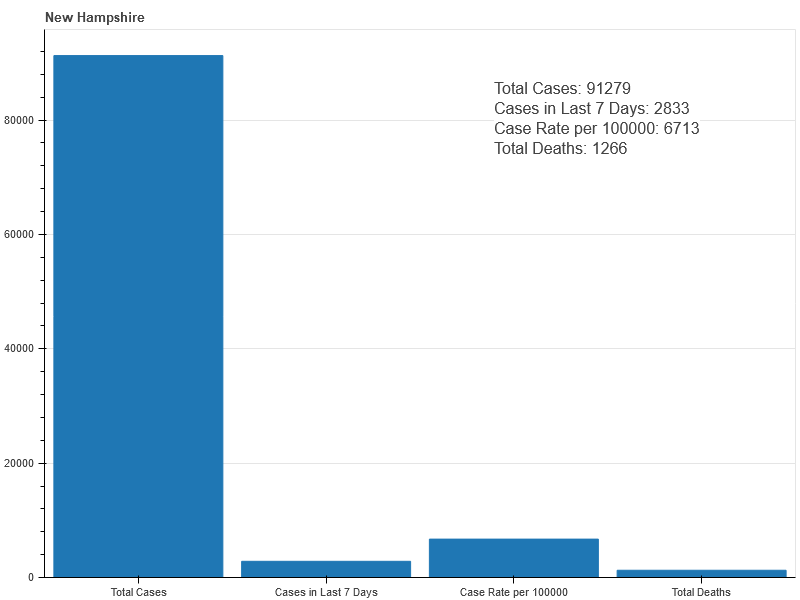 New Hampshire
Total Cases: 91279
Cases in Last 7 Days: 2833
Case Rate per 100000: 6713
Total Deaths: 1266
80000
60000
40000
20000
0
Total Cases
Cases in Last 7 Days
Case Rate per 100000
Total Deaths